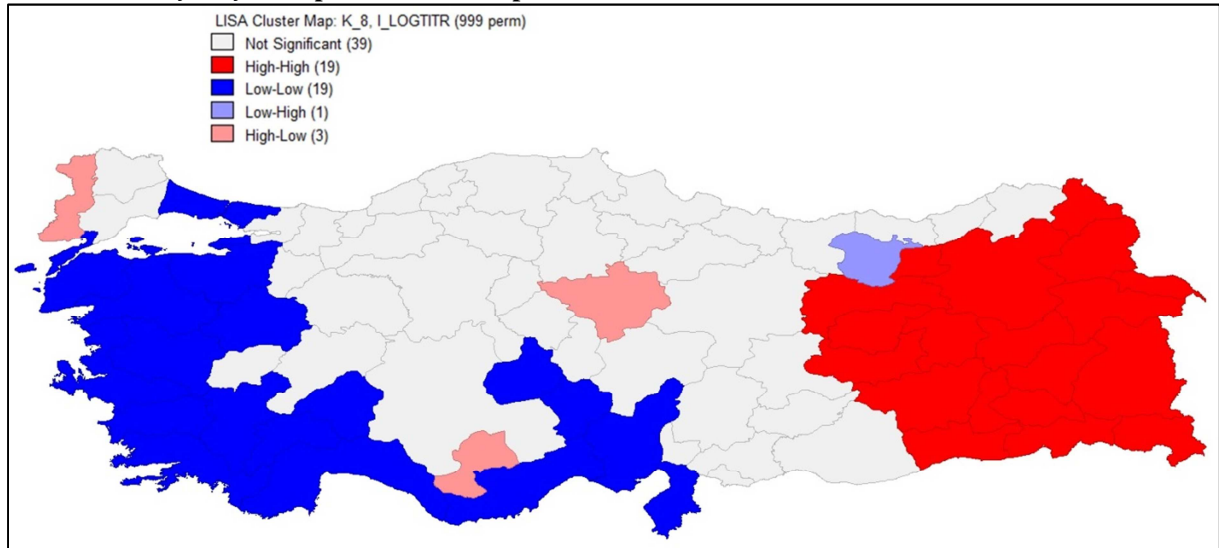 LISA Cluster Map: K_8, I_LOGTITR (999 perm)
Not Significant (39)
High-High (19)
Low-Low (19)
Low-High (1)
High-Low (3)